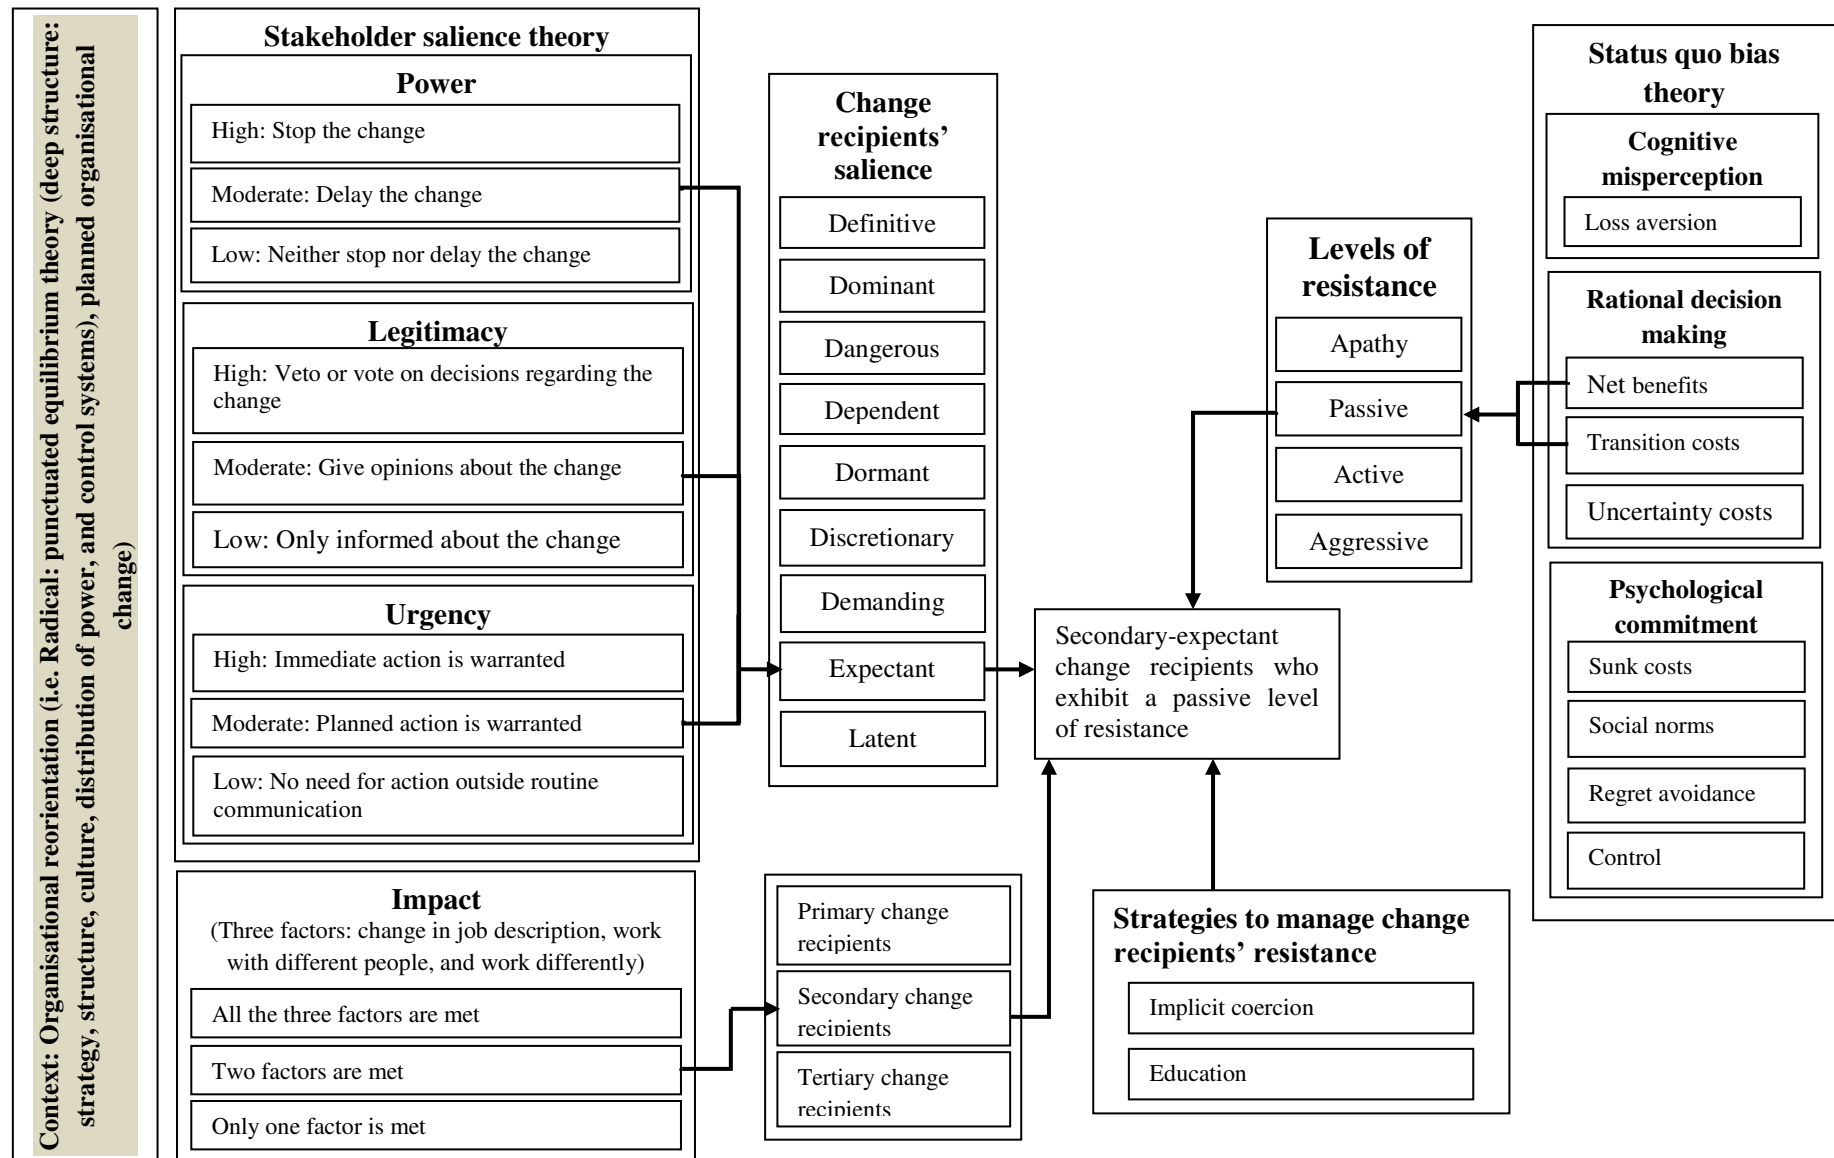 Context: Organisational reorientation (i.e. Radical: punctuated equilibrium theory (deep structure:
strategy, structure, culture, distribution of power, and control systems), planned organisational
change)
Stakeholder salience theory
Power
High: Stop the change
Moderate: Delay the change
Low: Neither stop nor delay the change
Legitimacy
High: Veto or vote on decisions regarding the
change
Moderate: Give opinions about the change
Low: Only informed about the change
Urgency
High: Immediate action is warranted
Moderate: Planned action is warranted
Low: No need for action outside routine
communication
Impact
(Three factors: change in job description, work
with different people, and work differently)
All the three factors are met
Two factors are met
Only one factor is met
Change
recipients’
salience
Definitive
Dominant
Dangerous
Dependent
Dormant
Discretionary
Demanding
Expectant
Latent
Primary change
recipients
Secondary change
recipients
Tertiary change
recipients
Secondary-expectant
change recipients who
exhibit a passive level
of resistance
Strategies to manage change
recipients’ resistance
Implicit coercion
Education
Levels of
resistance
Apathy
Passive
Active
Aggressive
Status quo bias
theory
Cognitive
misperception
Loss aversion
Rational decision
making
Net benefits
Transition costs
Uncertainty costs
Psychological
commitment
Sunk costs
Social norms
Regret avoidance
Control